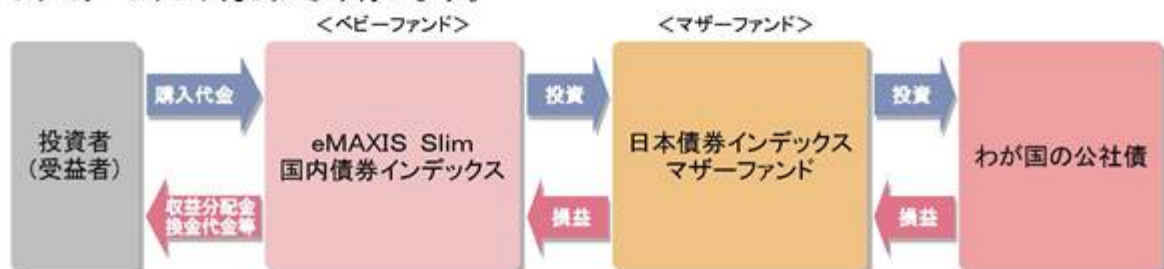 <ベビーファンド>
<マザーファンド>
投資者
(受益者)
購入代金
収益分配金
換金代金等
eMAXIS Slim
国内債券インデックス
投資
損益
日本債券インデックス
マザーファンド
投資
損益
わが国の公社債